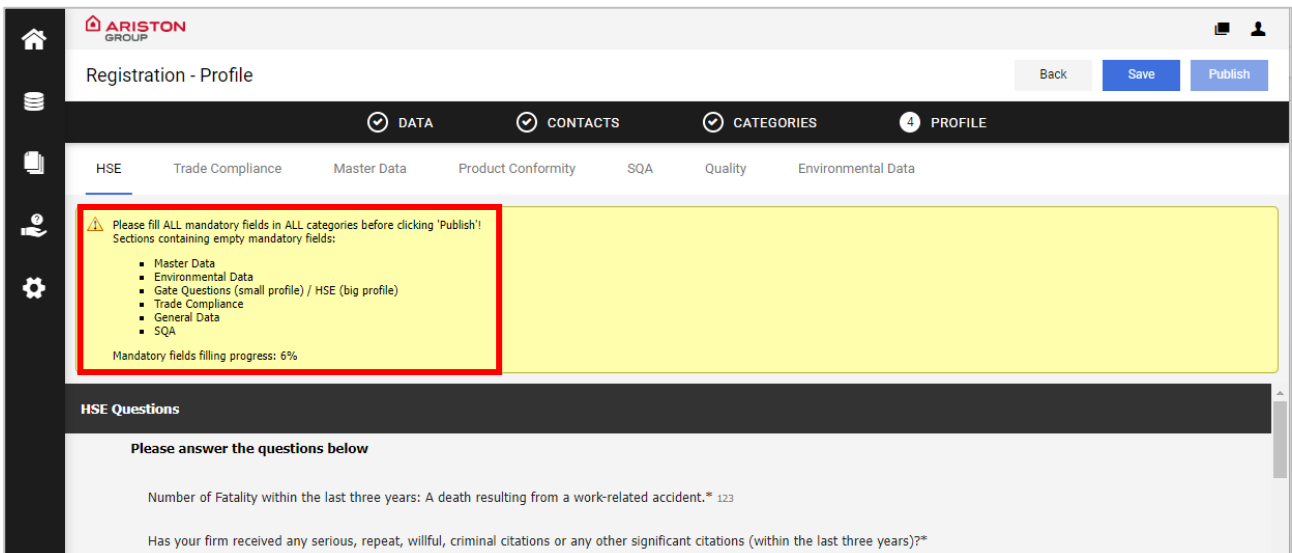 ARISTON
GROUP
Registration - Profile
Back
Save
Publish
DATA
CONTACTS
CATEGORIES
4 PROFILE
HSE
Trade Compliance
Master Data
Product Conformity
SQA
Quality
Environmental Data
Please fill ALL mandatory fields in ALL categories before clicking 'Publish'!
Sections containing empty mandatory fields:
Master Data
Environmental Data
Gate Questions (small profile) / HSE (big profile)
Trade Compliance
General Data
SQA
Mandatory fields filling progress: 6%
HSE Questions
Please answer the questions below
Number of Fatality within the last three years: A death resulting from a work-related accident.* 123
Has your firm received any serious, repeat, willful, criminal citations or any other significant citations (within the last three years)?*